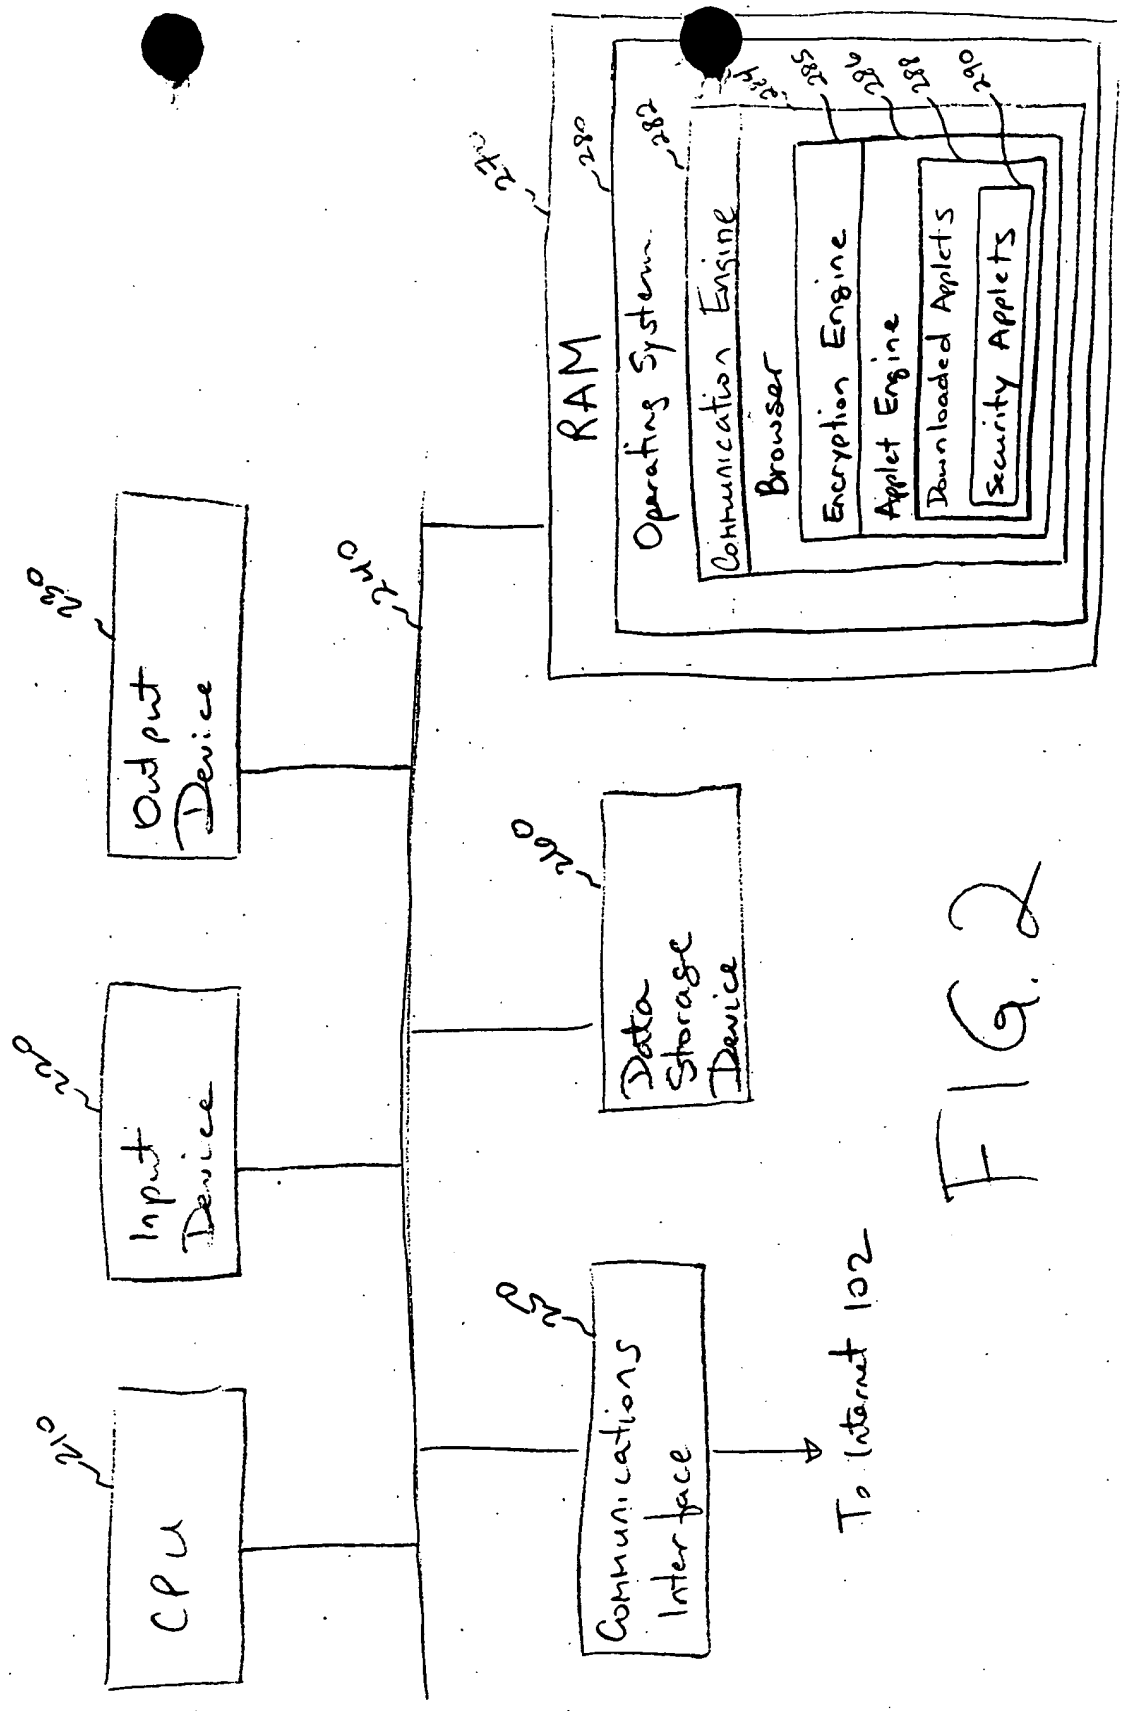 210
CPU
220
Input
Device
230
Output
Device
240
250
Communications
Interface
To Internet 102
260
Data
Storage
Device
RAM
280
Operating System
282
Communication Engine
284
Browser
285
Encryption Engine
286
Applet Engine
288
Downloaded Applets
290
Security Applets
FIG. 2